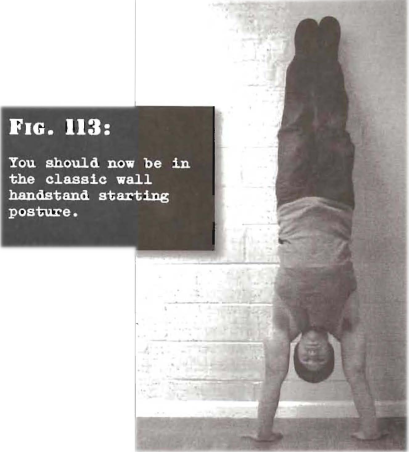 FIG. 113:
You should now be in
the classic wall
handstand starting
posture.